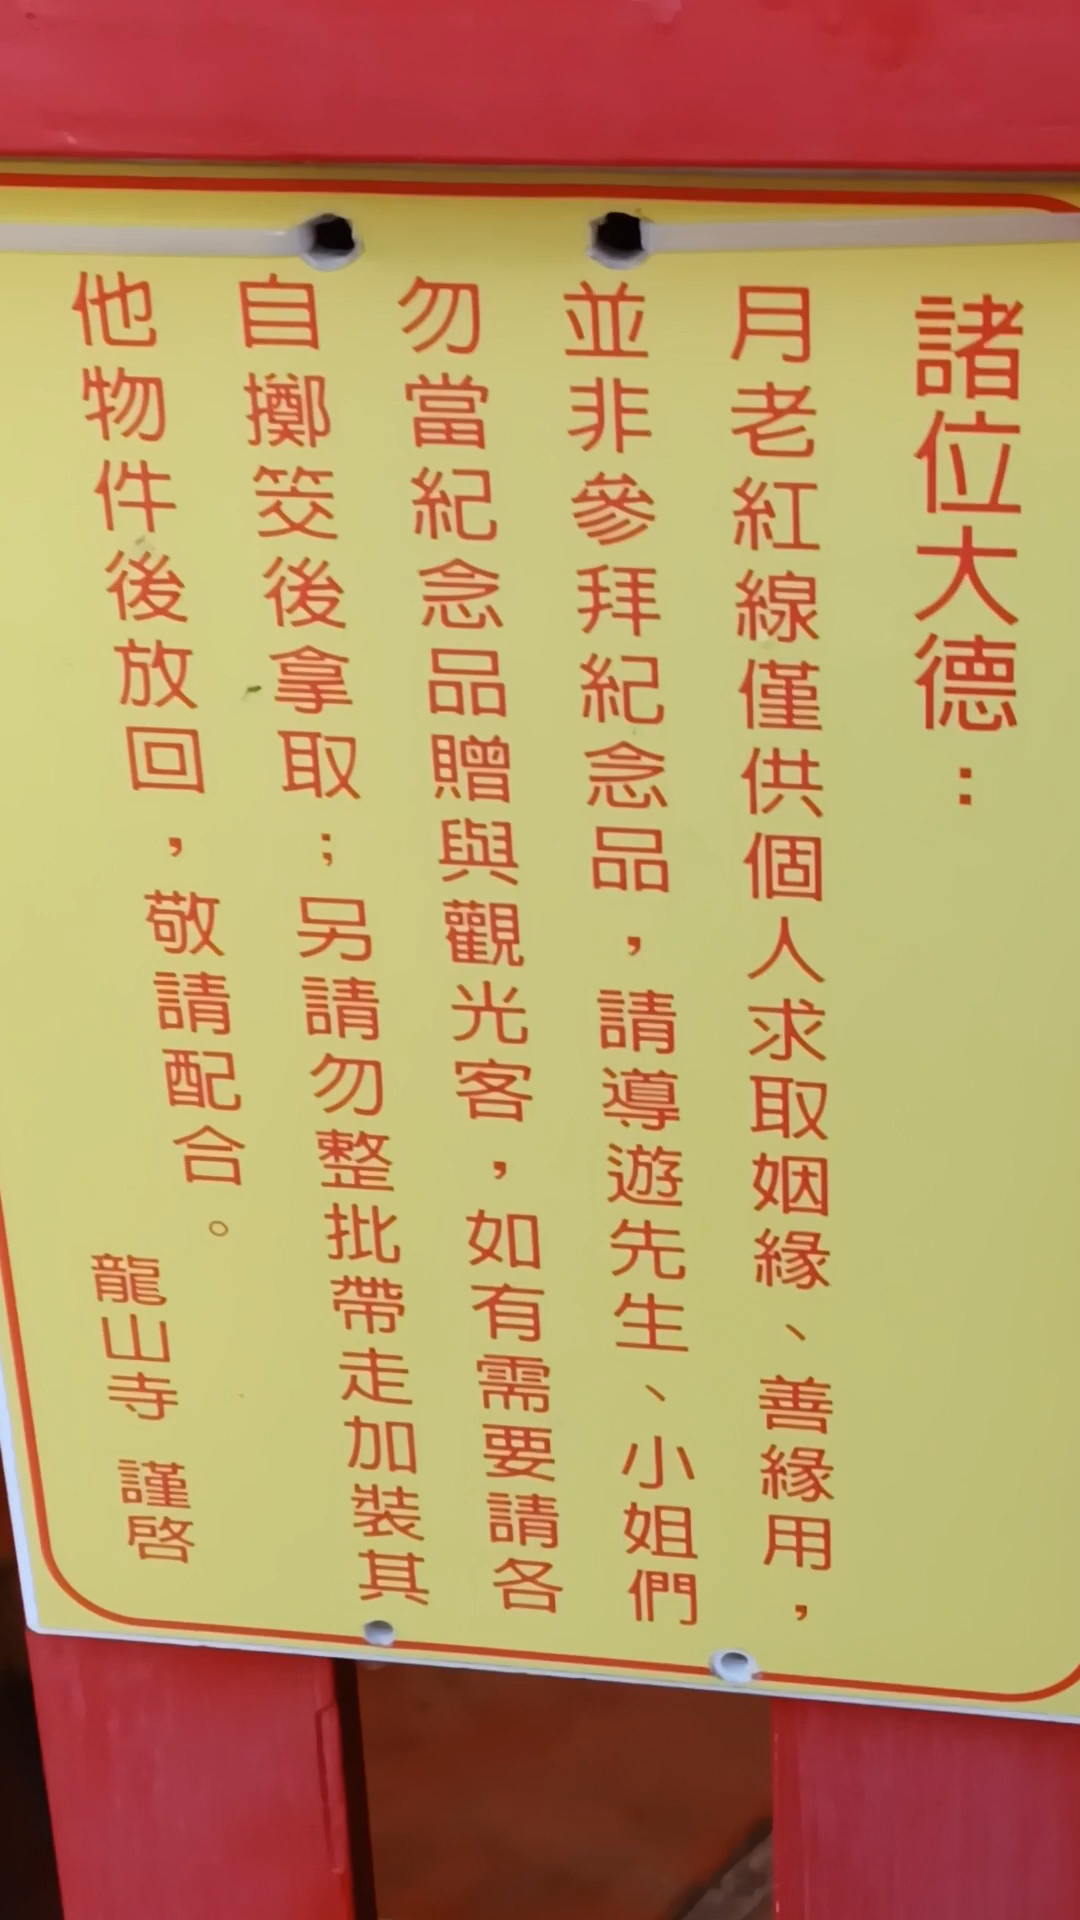 諸位大德：
月老紅線僅供個人求取姻緣、善緣用，
並非參拜紀念品，請導遊先生、小姐們
勿當紀念品贈與觀光客，如有需要請各
自擲筊後拿取；另請勿整批帶走加裝其
他物件後放回，敬請配合。
龍山寺 謹啓